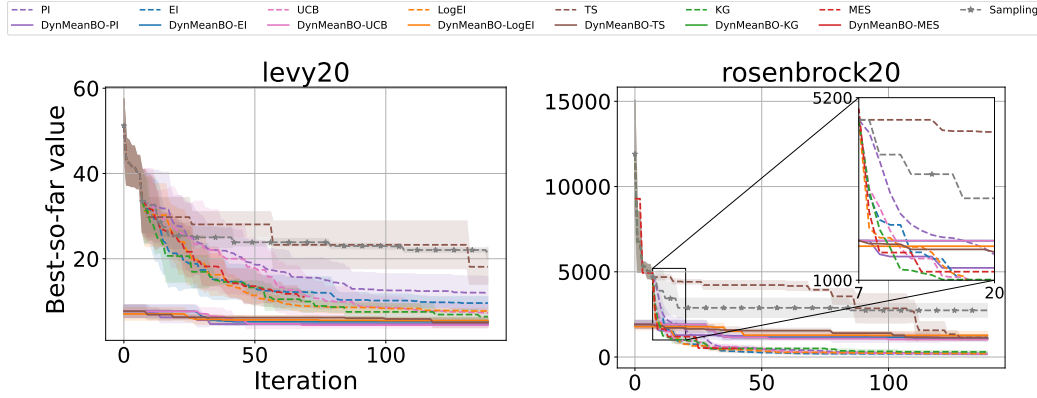 PI EI UCB LogEI TS KG MES Sampling
DynMeanBO-PI DynMeanBO-EI DynMeanBO-UCB DynMeanBO-LogEI DynMeanBO-TS DynMeanBO-KG DynMeanBO-MES
levy20
60
40
20
0 50 100
Best-so-far value
Iteration
rosenbrock20
15000
10000
5000
0
0 50 100
5200
1000
7 20